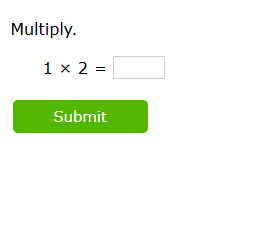 Multiply.
1 × 2 =
Submit